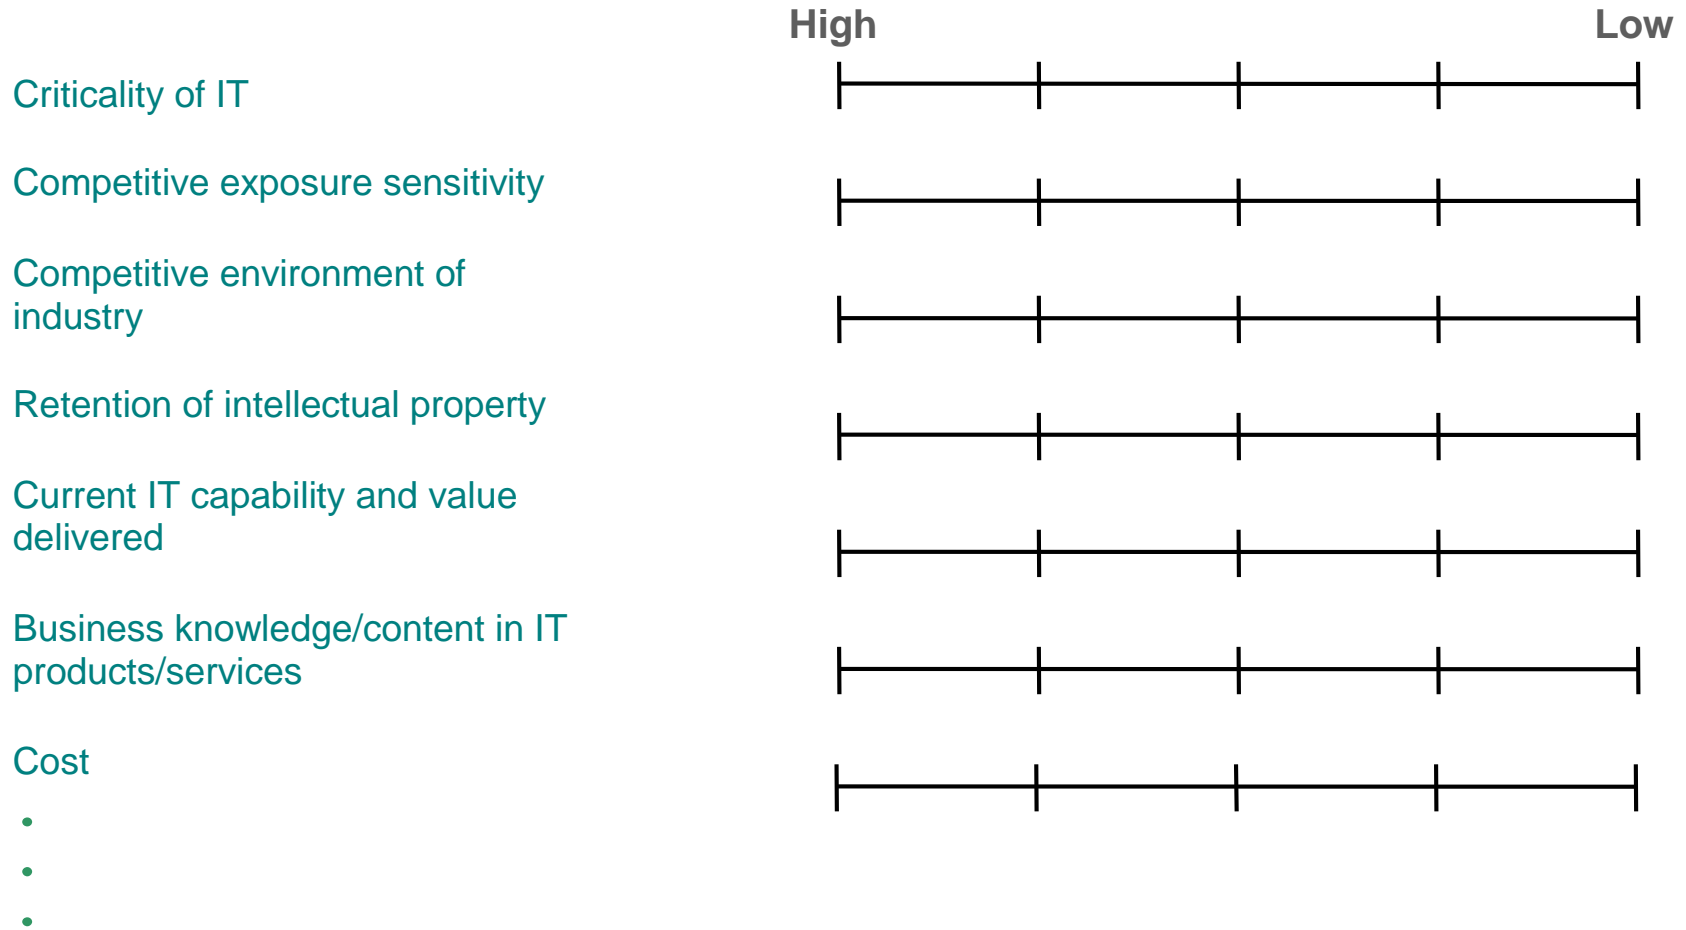 High Low
Criticality of IT
Competitive exposure sensitivity
Competitive environment of
industry
Retention of intellectual property
Current IT capability and value
delivered
Business knowledge/content in IT
products/services
Cost
•
•
•